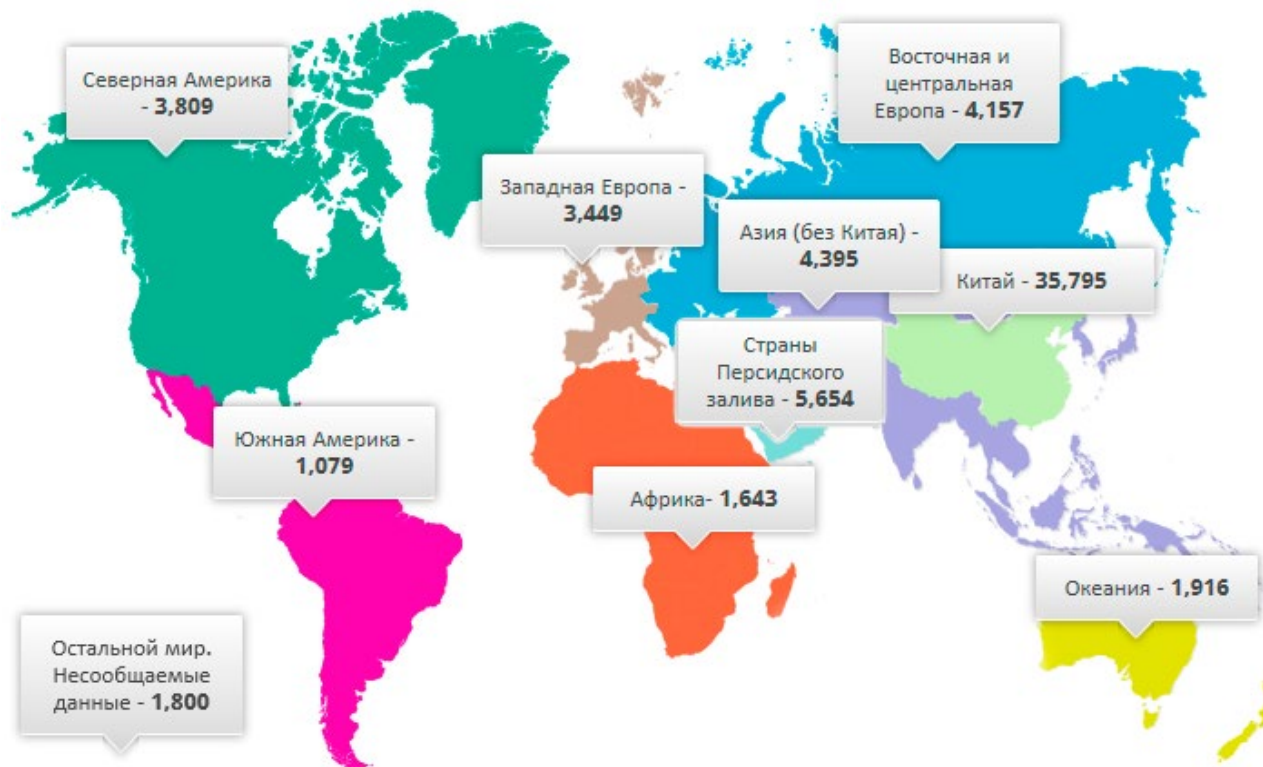 Северная Америка
- 3,809
Восточная и
центральная
Европа - 4,157
Западная Европа -
3,449
Азия (без Китая) -
4,395
Китай - 35,795
Страны
Персидского
залива - 5,654
Южная Америка -
1,079
Африка- 1,643
Океания - 1,916
Остальной мир.
Несообщаемые
данные - 1,800